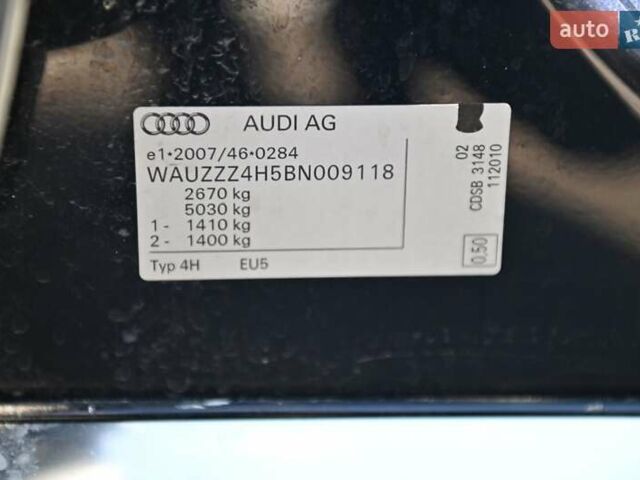 auto
AUDI AG
e1•2007/46•0284
WAUZZZ4H5BN009118
2670 kg
5030 kg
1 - 1410 kg
2 - 1400 kg
Typ 4H EU5
02
CDSB 3148
112010
0.50